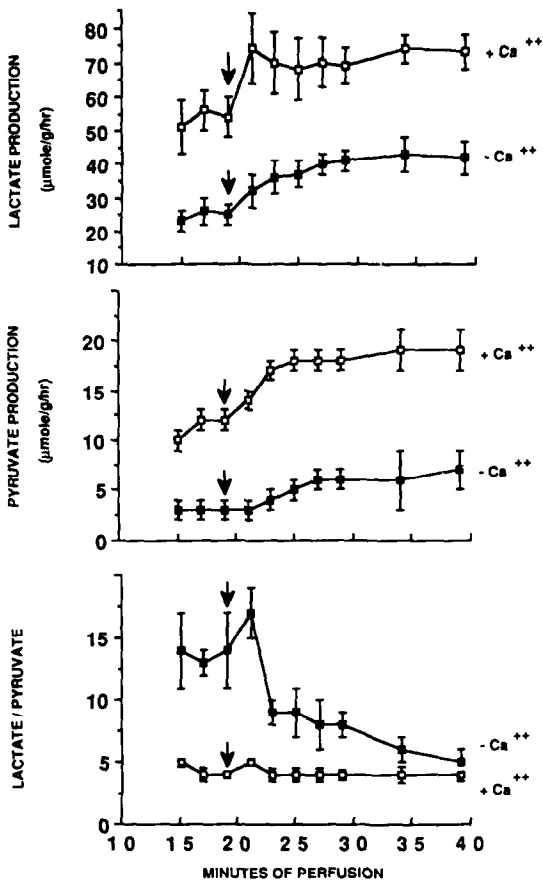 LACTATE PRODUCTION
(μmole/g/hr)
80
70
60
50
40
30
20
10
+ Ca ++
- Ca ++
PYRUVATE PRODUCTION
(μmole/g/hr)
20
15
10
5
0
+ Ca ++
- Ca ++
LACTATE / PYRUVATE
15
10
5
0
- Ca ++
+ Ca ++
10 15 20 25 30 35 40
MINUTES OF PERFUSION